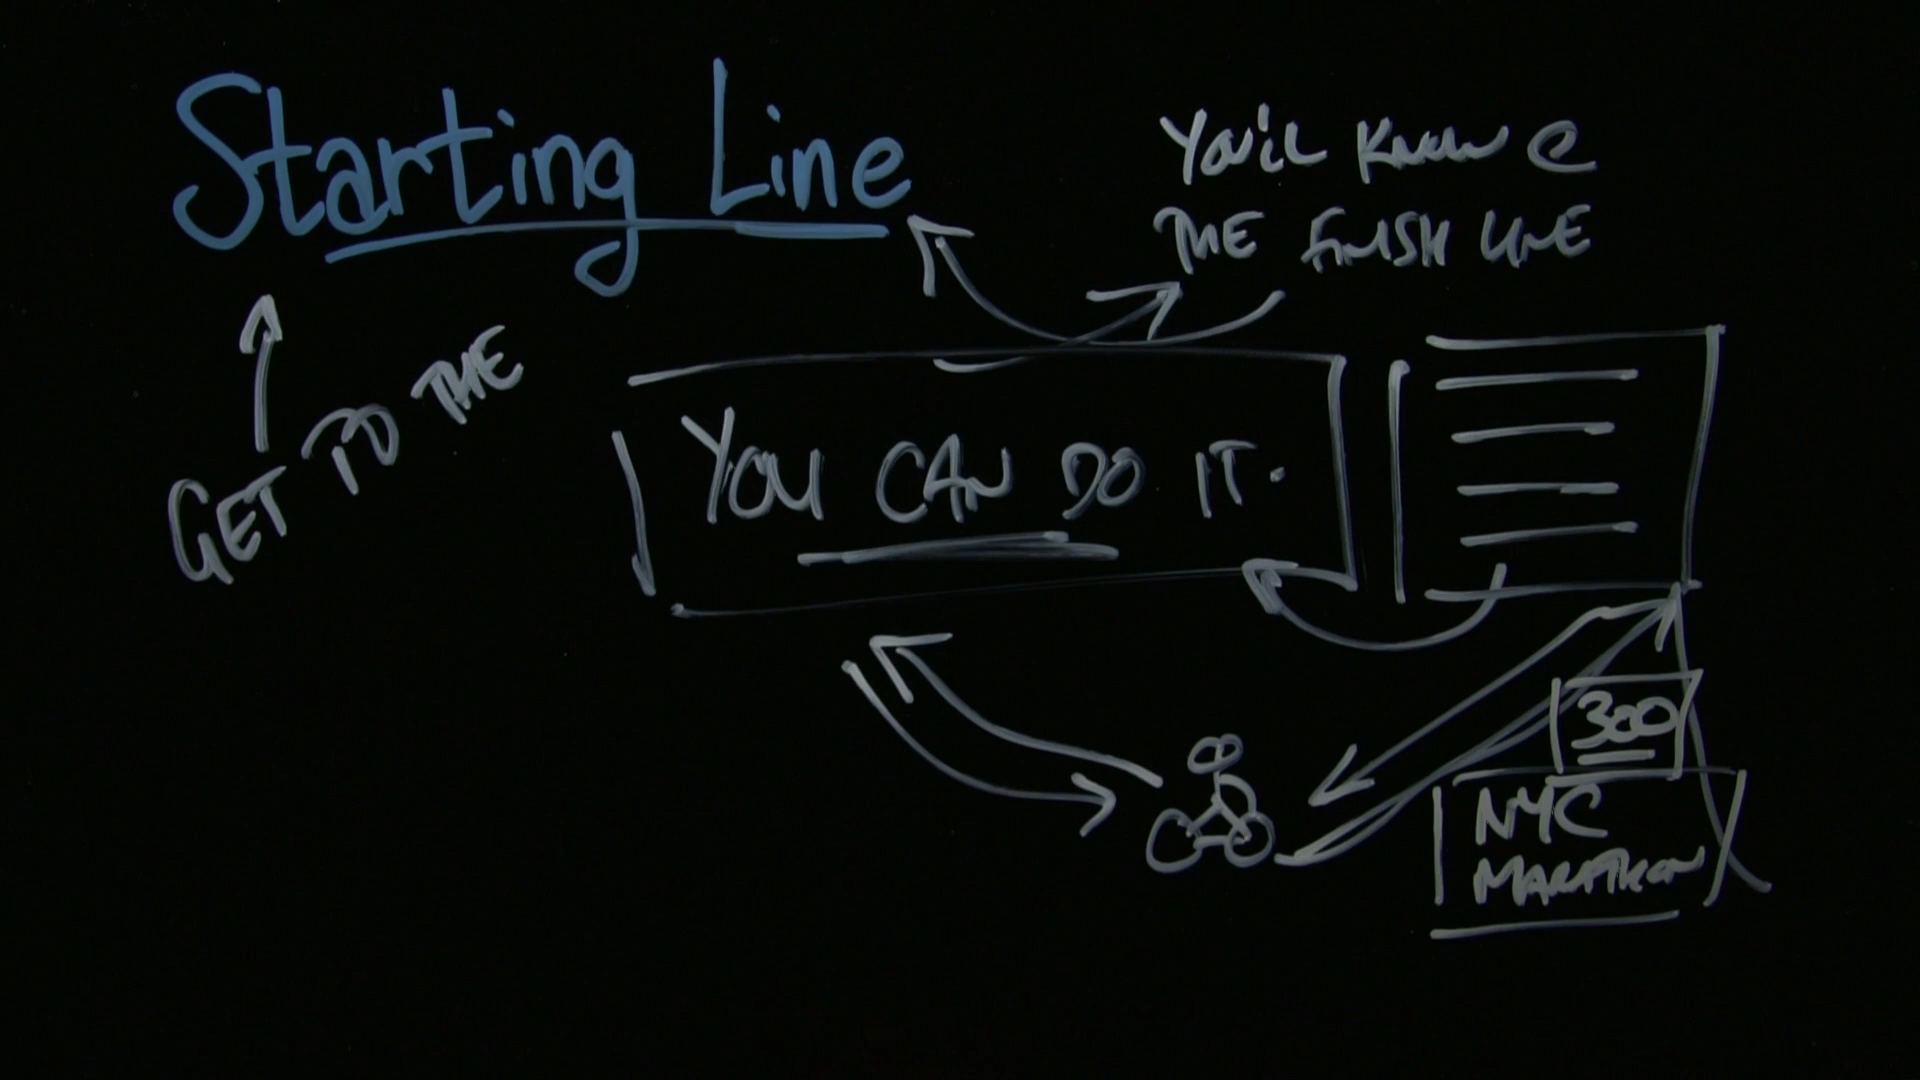 Starting Line
You'll Know @
THE FINISH LINE
GET TO THE
YOU CAN DO IT.
300
NYC
MARATHON